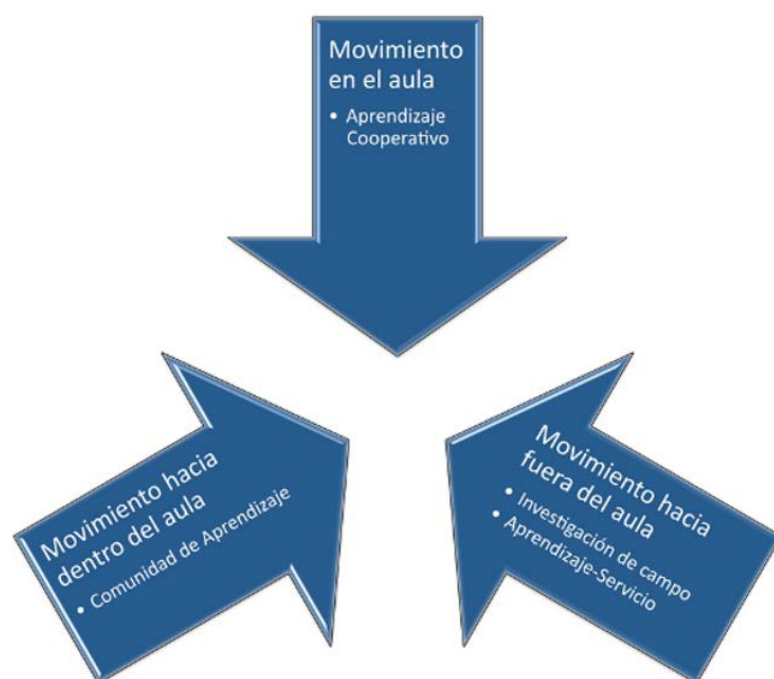 Movimiento
en el aula
• Aprendizaje
Cooperativo
Movimiento hacia
dentro del aula
• Comunidad de Aprendizaje
Movimiento hacia
fuera del aula
• Investigación de campo
• Aprendizaje-Servicio